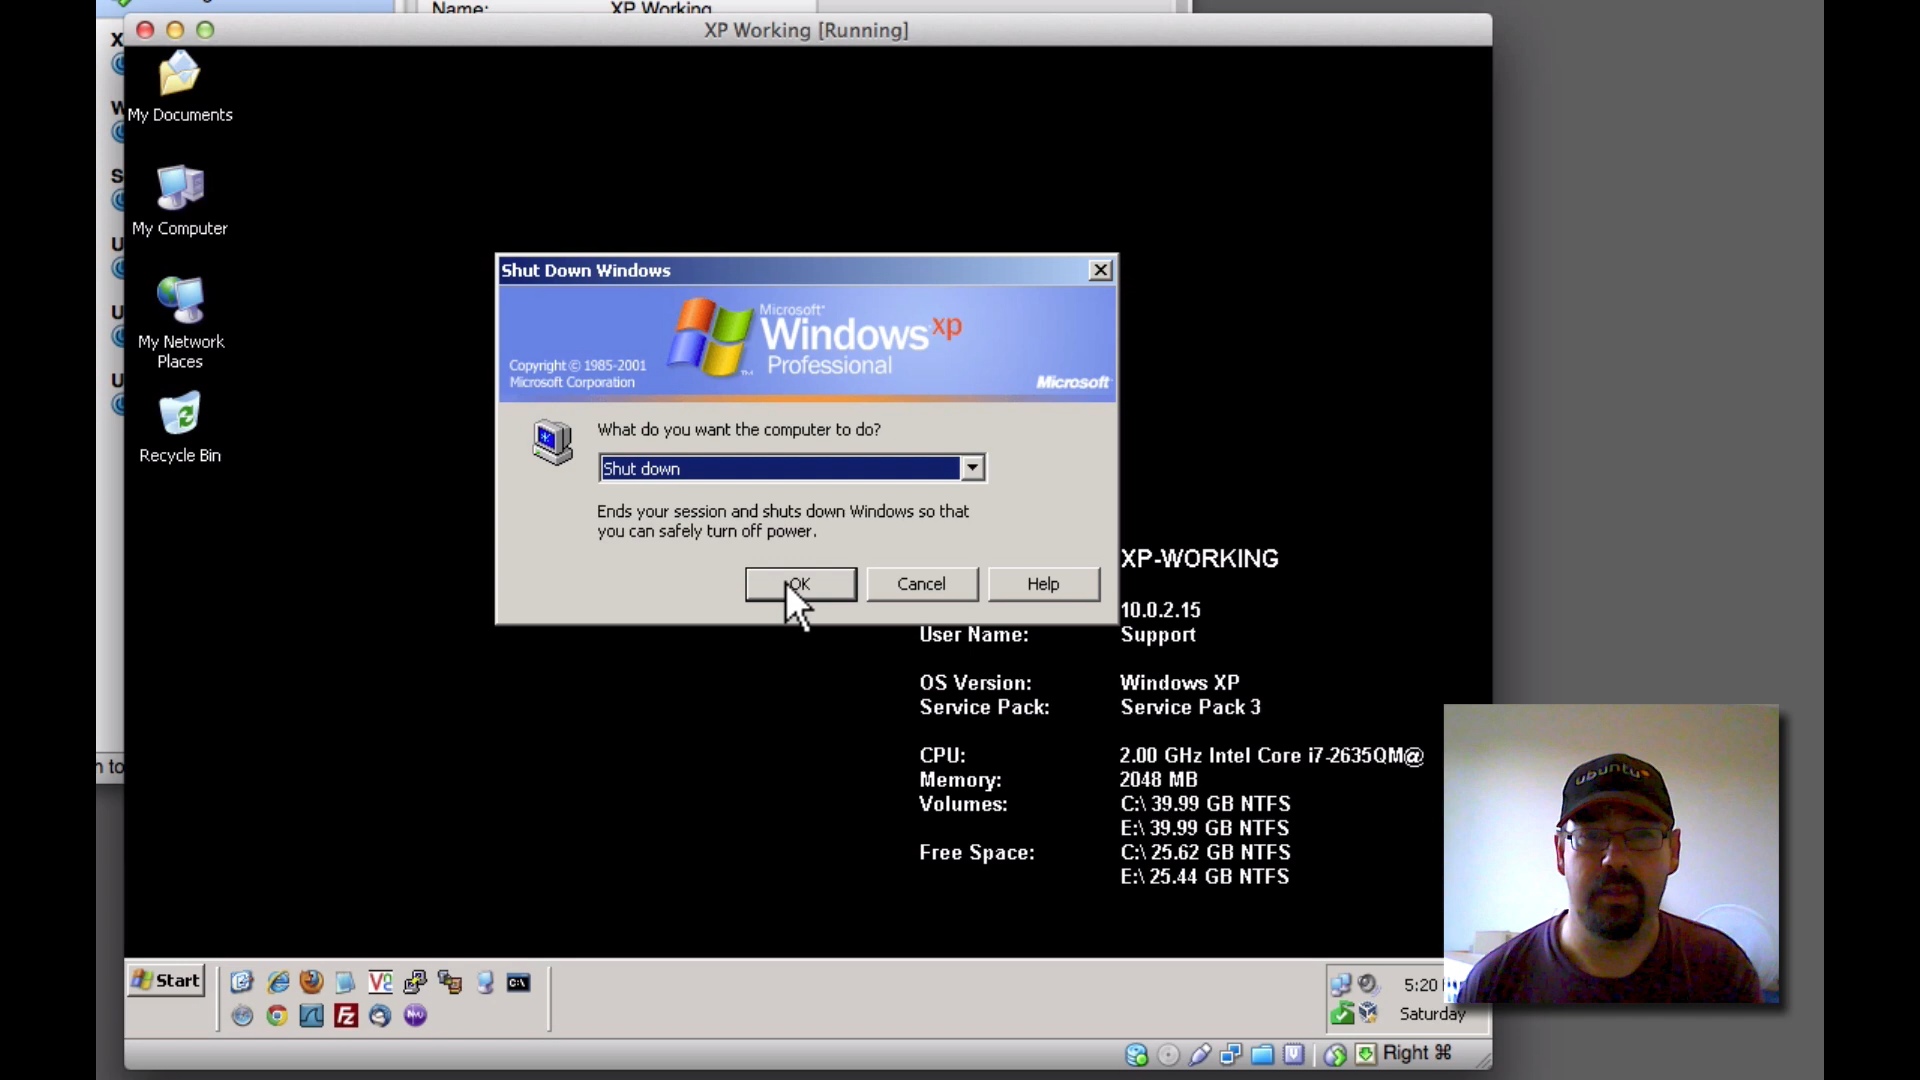 Name:
XP Working
XP Working [Running]
X
W
S
U
U
U
My Documents
My Computer
My Network
Places
Recycle Bin
Shut Down Windows
Microsoft®
Windows xp
Professional
TM
Copyright © 1985-2001
Microsoft Corporation
Microsoft
What do you want the computer to do?
Shut down
Ends your session and shuts down Windows so that
you can safely turn off power.
OK
Cancel
Help
XP-WORKING
10.0.2.15
User Name: Support
OS Version: Windows XP
Service Pack: Service Pack 3
CPU: 2.00 GHz Intel Core i7-2635QM@
Memory: 2048 MB
Volumes: C:\ 39.99 GB NTFS
E:\ 39.99 GB NTFS
Free Space: C:\ 25.62 GB NTFS
E:\ 25.44 GB NTFS
ubuntu
Start
C:\
Fz
5:20
Saturday
Right ⌘